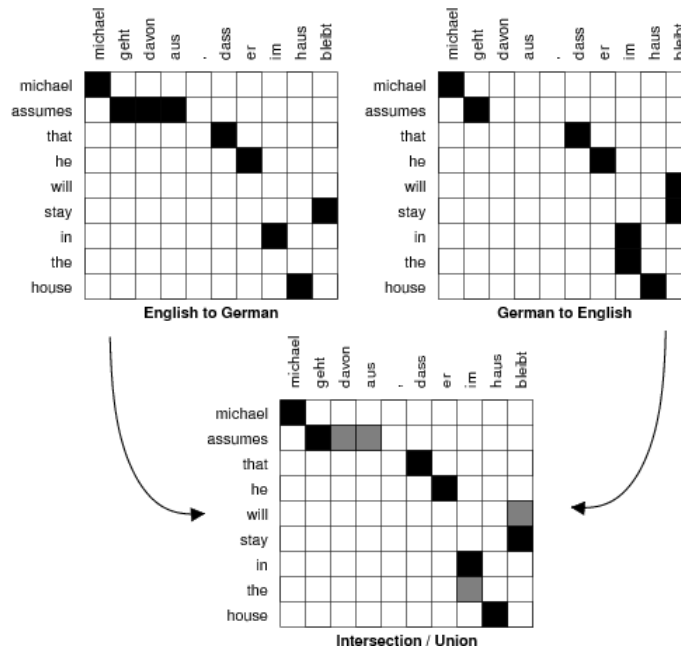 michael geht davon aus , dass er im haus bleibt
michael
assumes
that
he
will
stay
in
the
house
English to German
michael geht davon aus , dass er im haus bleibt
michael
assumes
that
he
will
stay
in
the
house
German to English
michael geht davon aus , dass er im haus bleibt
michael
assumes
that
he
will
stay
in
the
house
Intersection / Union